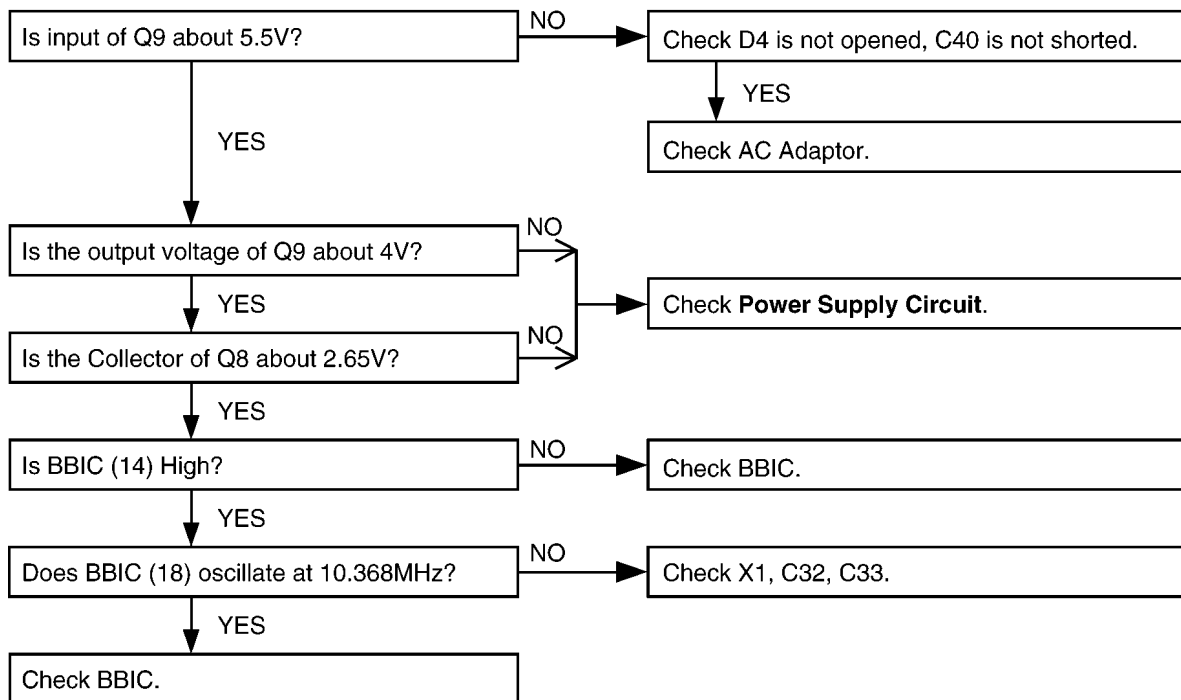 Is input of Q9 about 5.5V?
NO
Check D4 is not opened, C40 is not shorted.
YES
Check AC Adaptor.
YES
Is the output voltage of Q9 about 4V?
NO
YES
Check Power Supply Circuit.
Is the Collector of Q8 about 2.65V?
NO
YES
Is BBIC (14) High?
NO
Check BBIC.
YES
Does BBIC (18) oscillate at 10.368MHz?
NO
Check X1, C32, C33.
YES
Check BBIC.